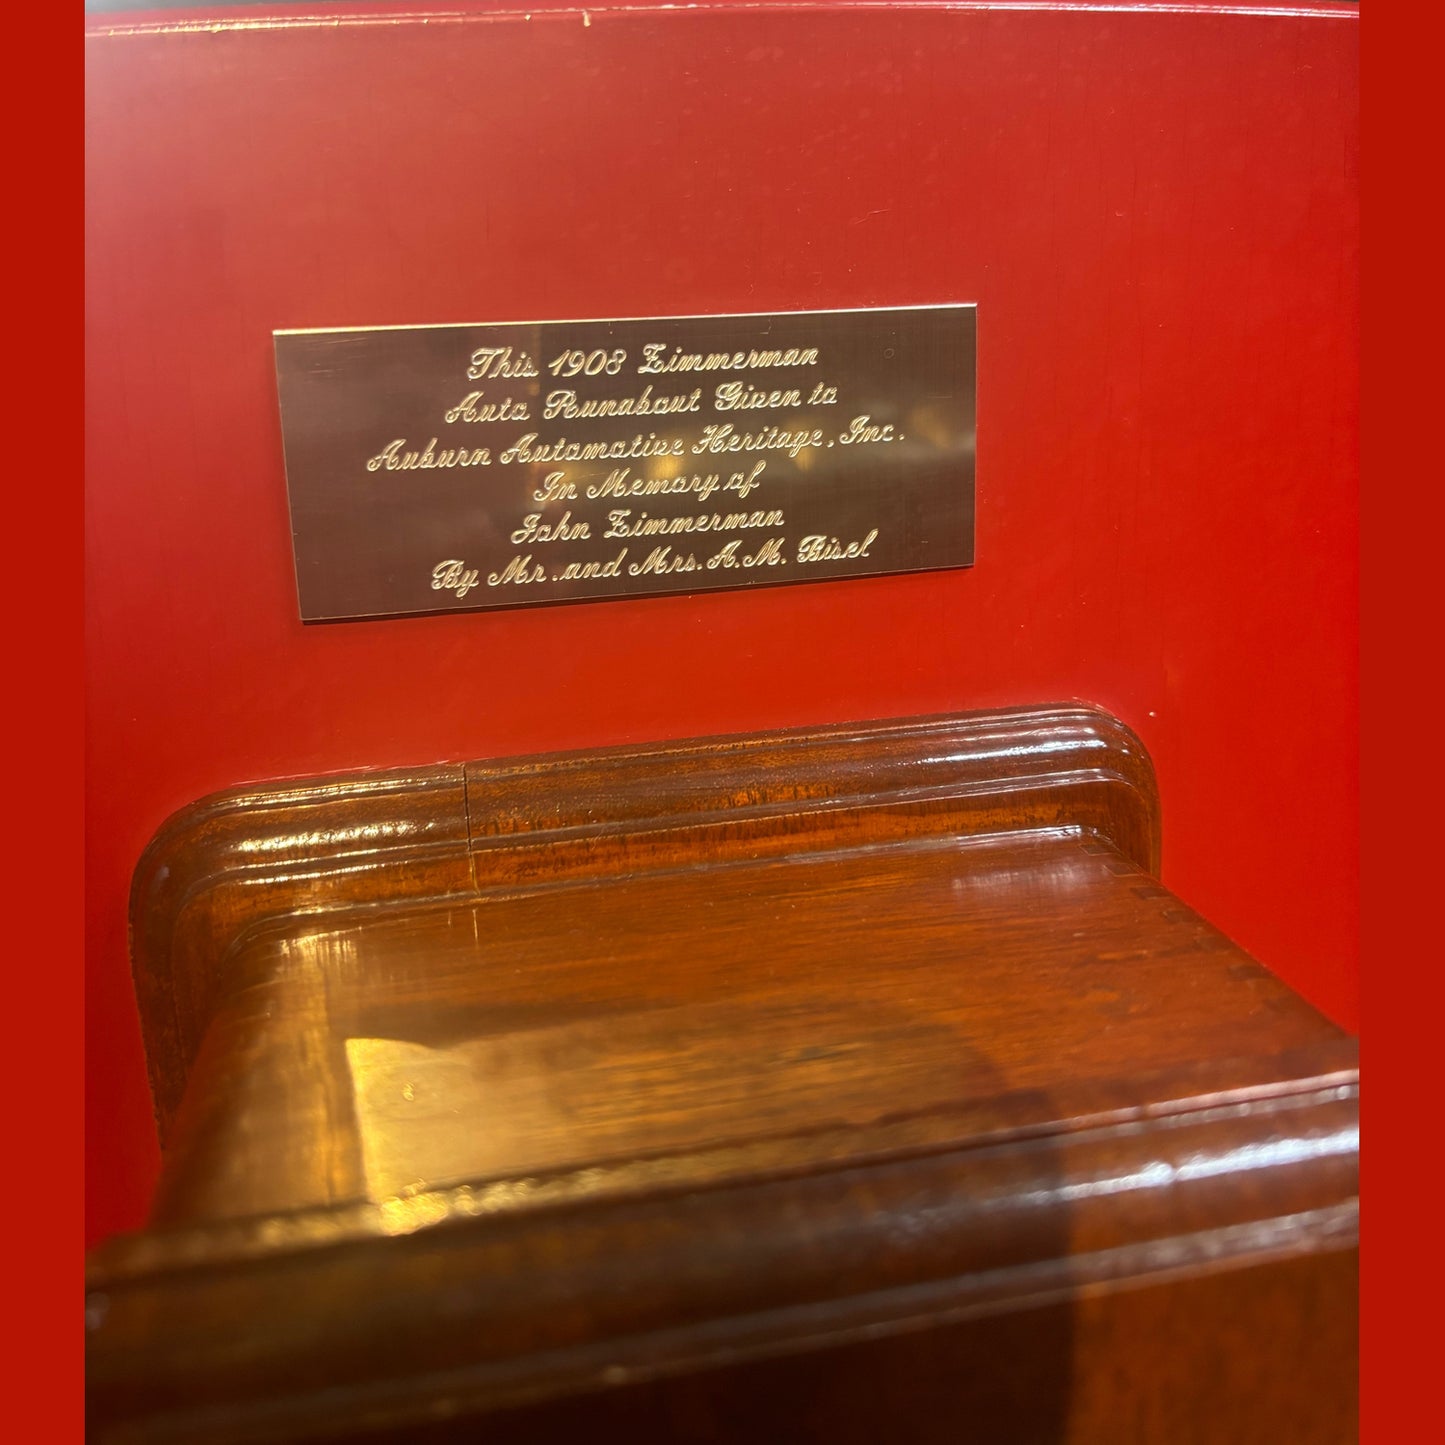 This 1908 Zimmerman
Auto Runabout Given to
Auburn Automotive Heritage, Inc.
In Memory of
John Zimmerman
By Mr. and Mrs. A.M. Bisel